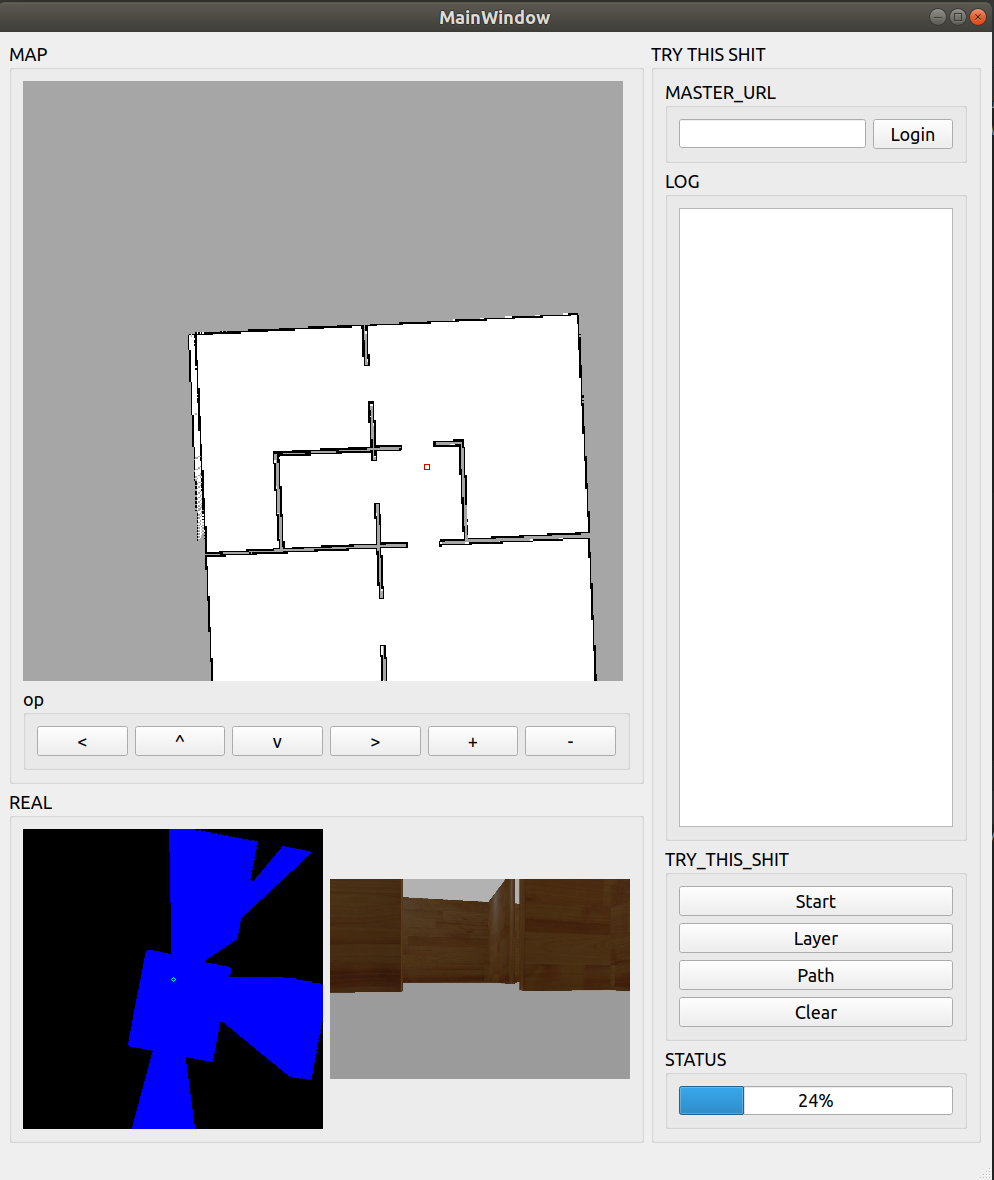 MainWindow
MAP
op
<
^
v
>
+
-
REAL
TRY THIS SHIT
MASTER_URL
Login
LOG
TRY_THIS_SHIT
Start
Layer
Path
Clear
STATUS
24%